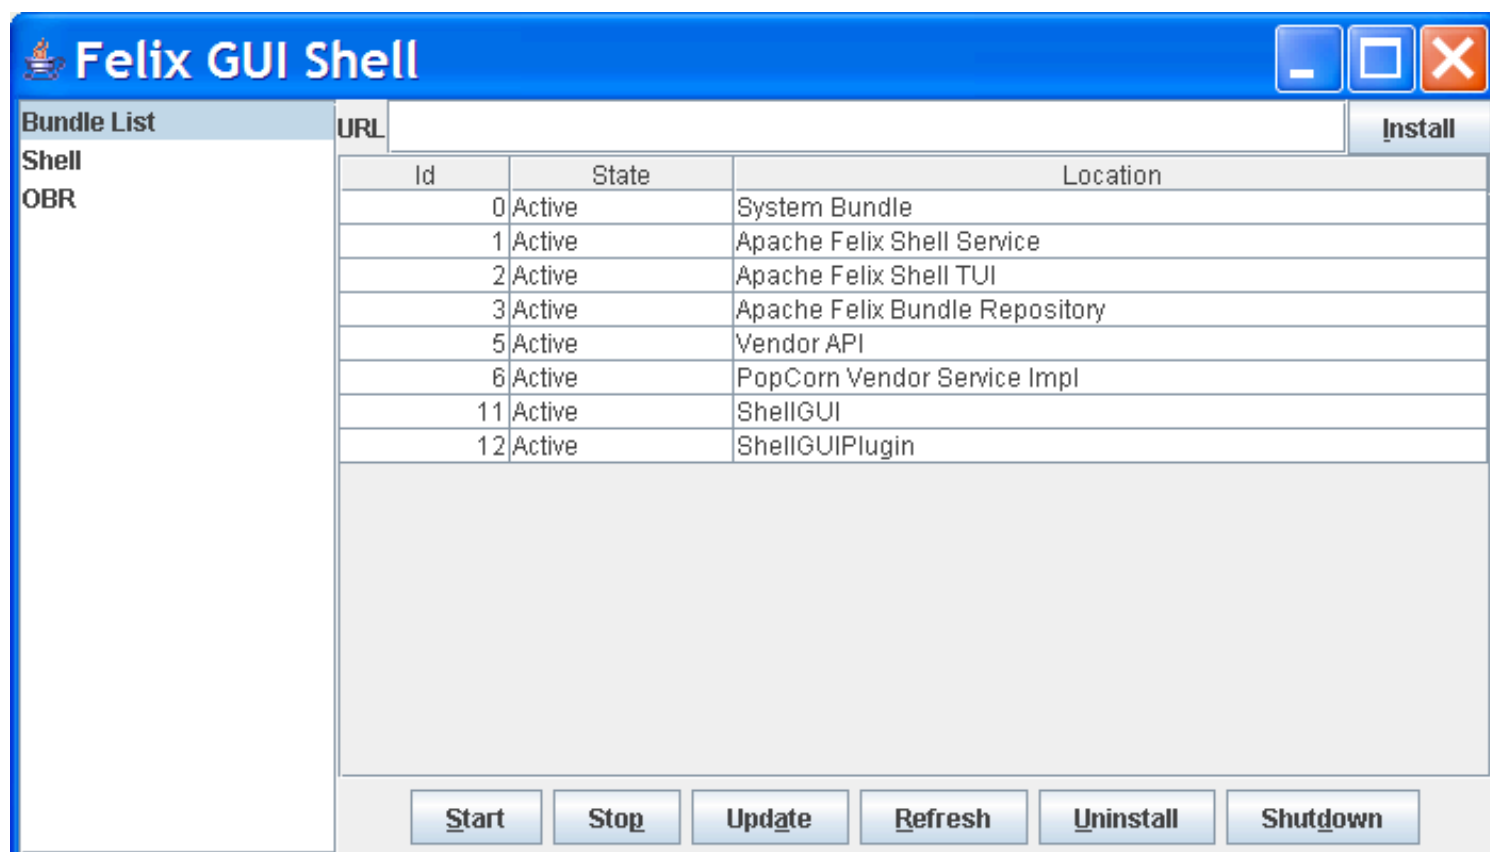 Felix GUI Shell
Bundle List
Shell
OBR
URL Install
Id State Location
0 Active System Bundle
1 Active Apache Felix Shell Service
2 Active Apache Felix Shell TUI
3 Active Apache Felix Bundle Repository
5 Active Vendor API
6 Active PopCorn Vendor Service Impl
11 Active ShellGUI
12 Active ShellGUIPlugin
Start Stop Update Refresh Uninstall Shutdown